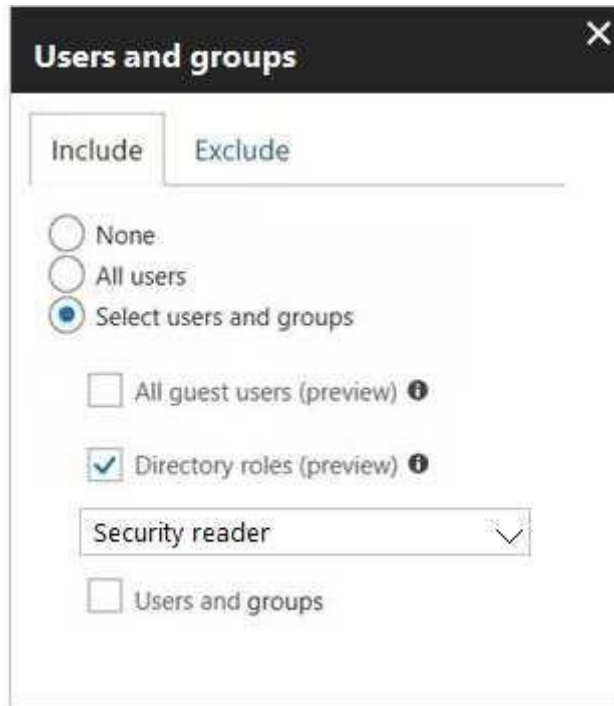 Users and groups
Include Exclude
None
All users
Select users and groups
All guest users (preview)
Directory roles (preview)
Security reader
Users and groups